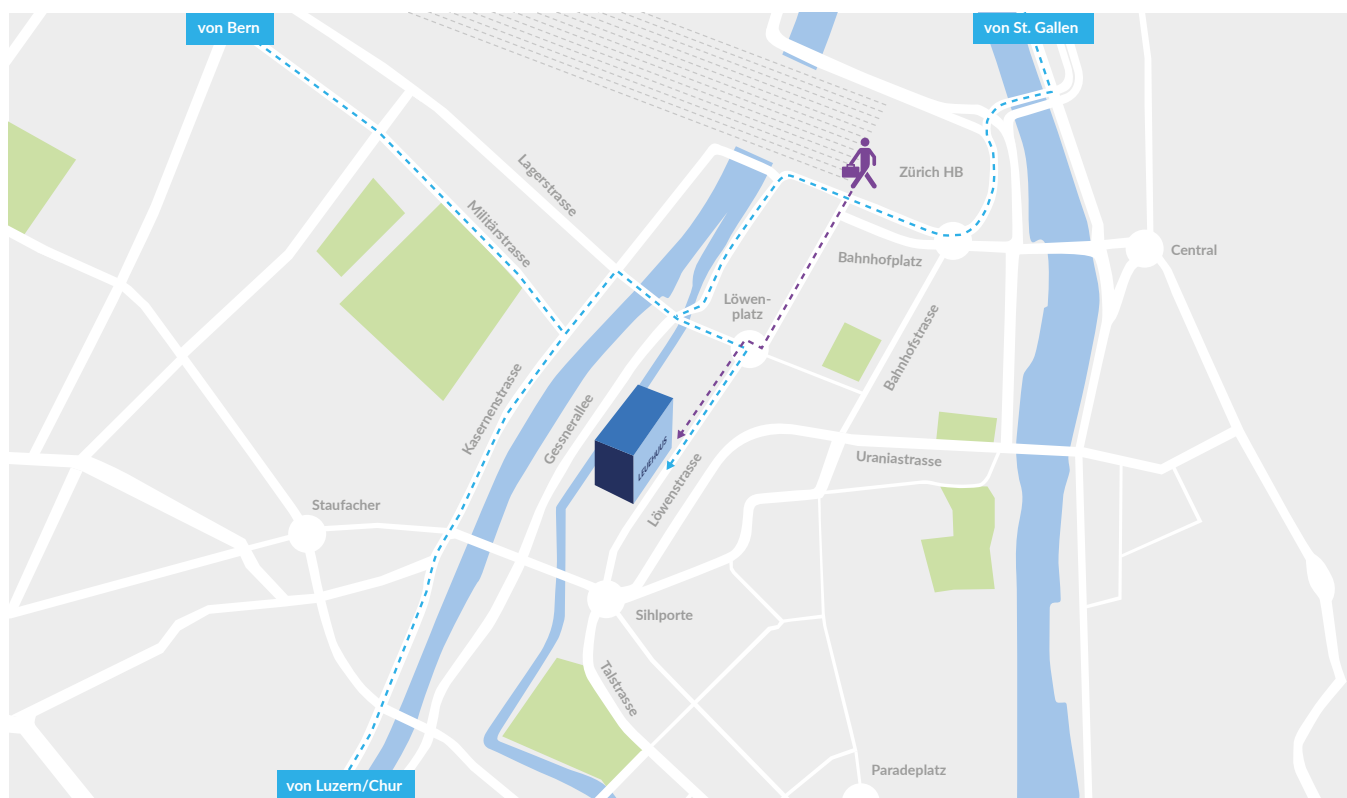 von Bern
von St. Gallen
Lagerstrasse
Zürich HB
Militärstrasse
Bahnhofplatz
Central
Löwen-
platz
Bahnhofstrasse
Kasernenstrasse
Gessnerallee
LEUEHUUS
Uraniastrasse
Löwenstrasse
Staufacher
Sihlporte
Talstrasse
Paradeplatz
von Luzern/Chur